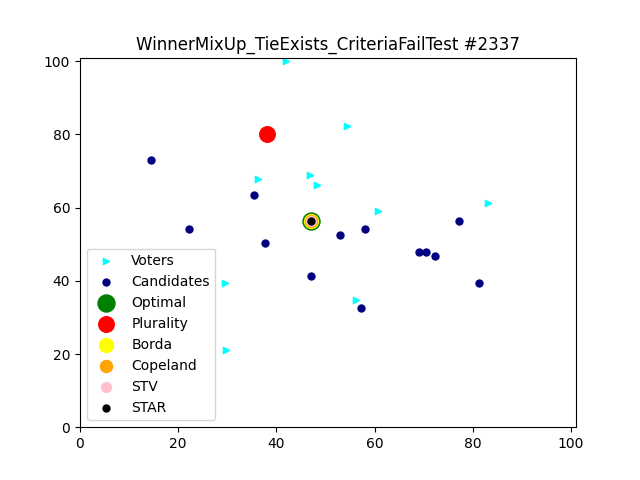 WinnerMixUp_TieExists_CriteriaFailTest #2337
100
80
60
40
20
0
Voters
Candidates
Optimal
Plurality
Borda
Copeland
STV
STAR
0 20 40 60 80 100